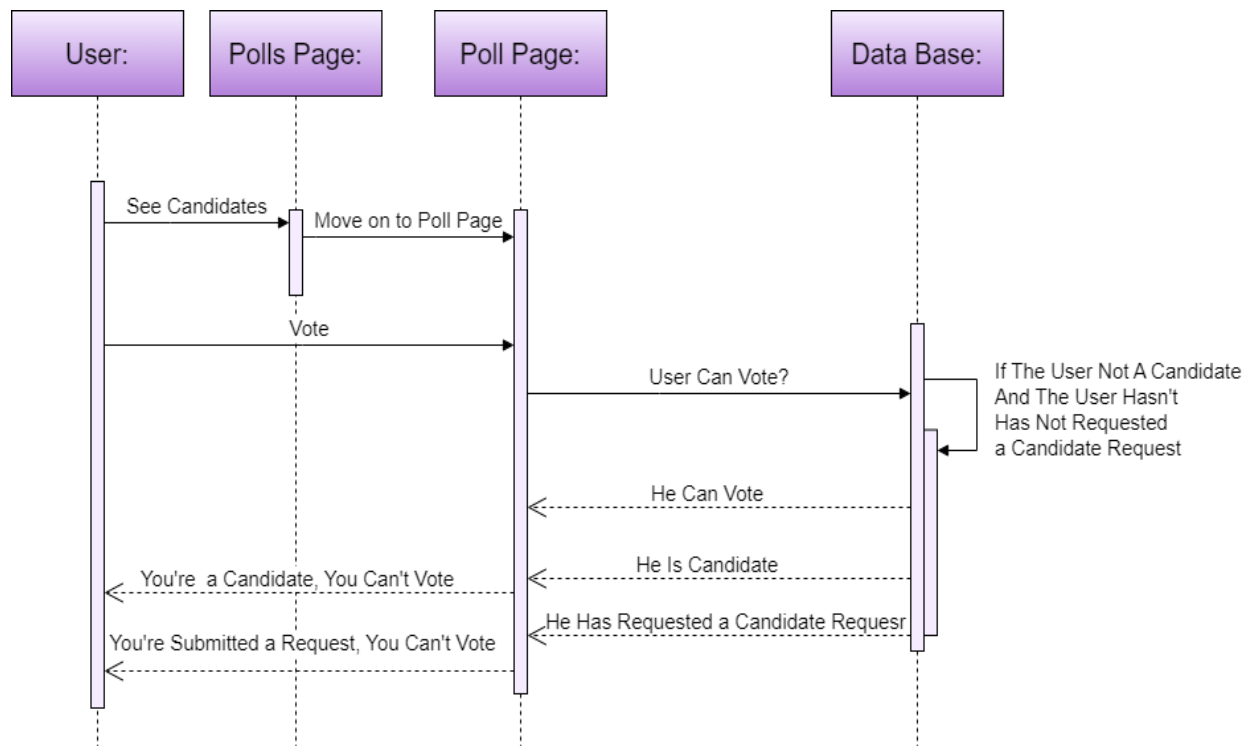 User:
Polls Page:
Poll Page:
Data Base:
See Candidates
Move on to Poll Page
Vote
User Can Vote?
If The User Not A Candidate
And The User Hasn't
Has Not Requested
a Candidate Request
He Can Vote
He Is Candidate
You're a Candidate, You Can't Vote
He Has Requested a Candidate Requesr
You're Submitted a Request, You Can't Vote